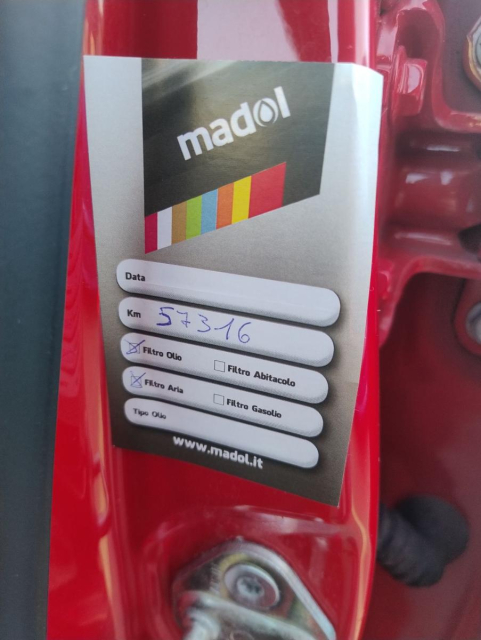 madol
Data
Km 57316
Filtro Olio Filtro Abitacolo
Filtro Aria Filtro Gasolio
Tipo Olio
www.madol.it